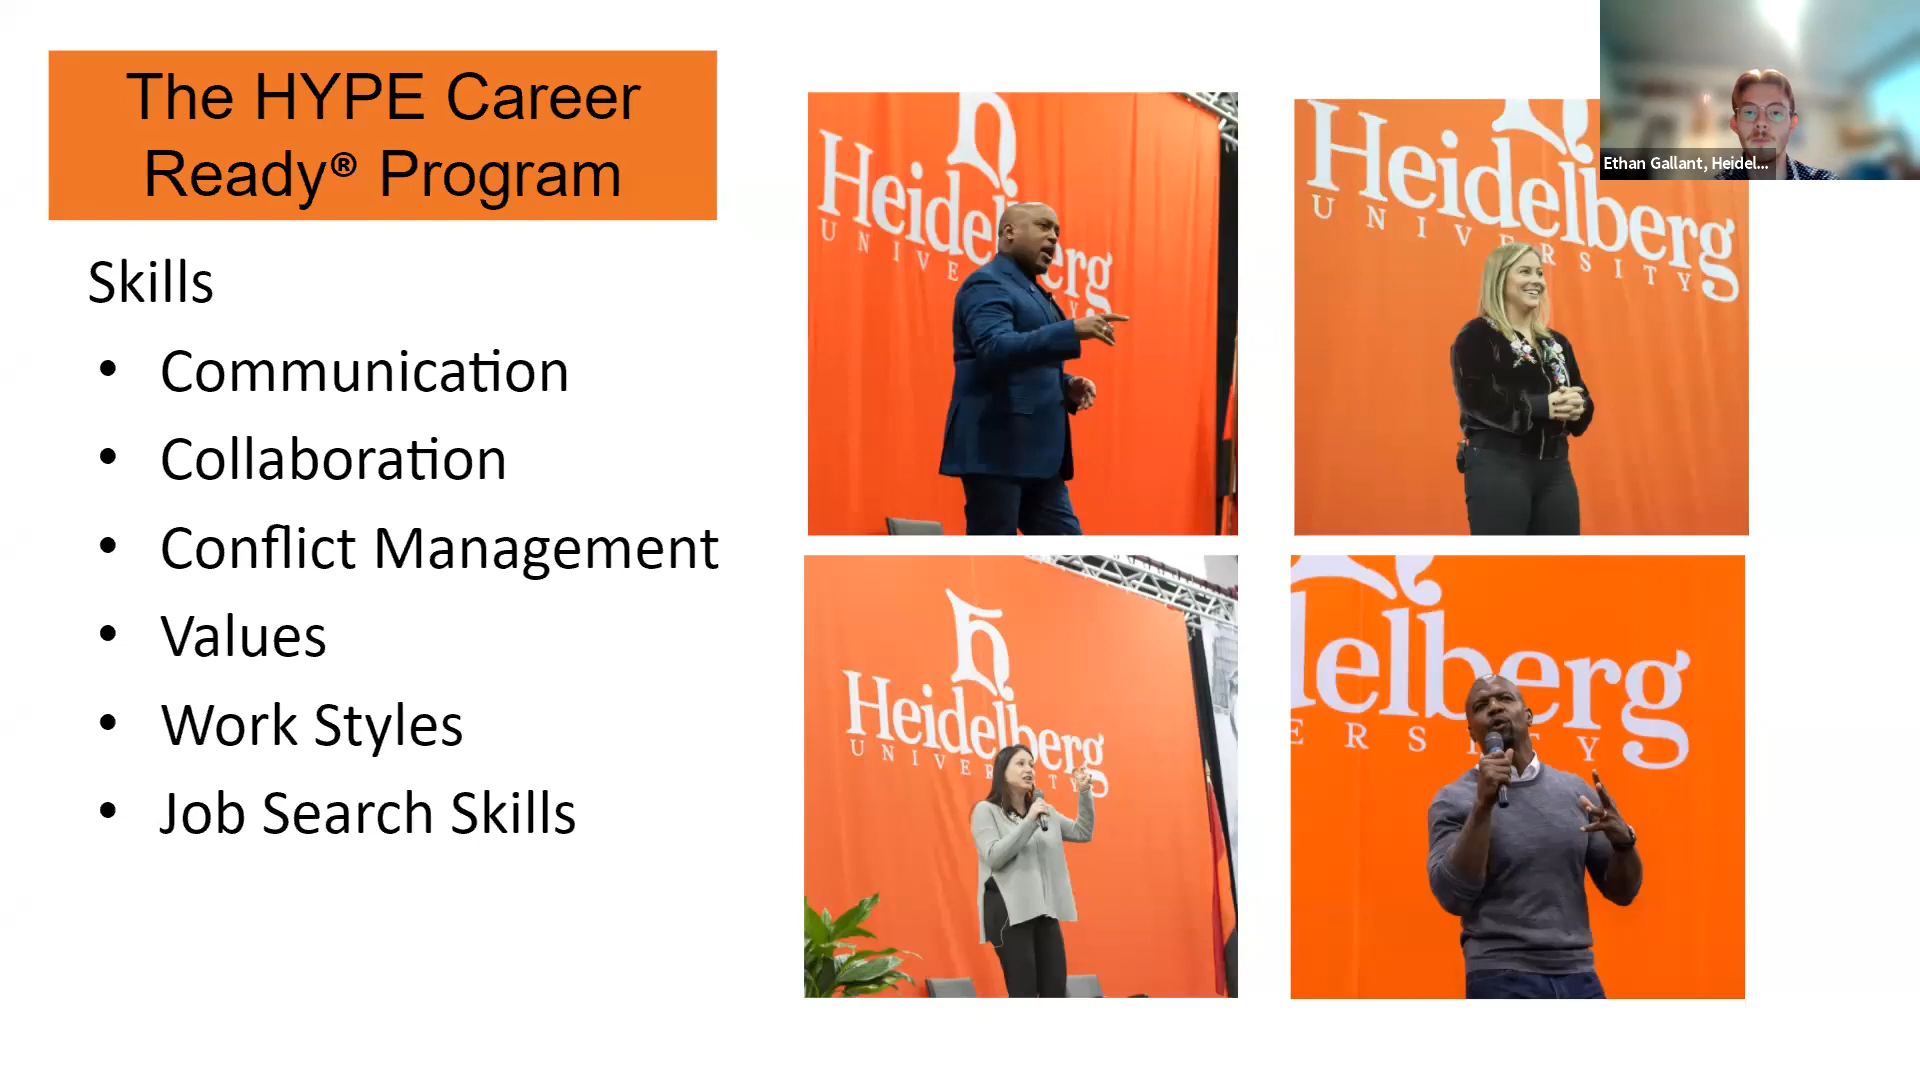 The HYPE Career
Ready® Program
Skills
• Communication
• Collaboration
• Conflict Management
• Values
• Work Styles
• Job Search Skills
Heidelberg
UNIVERSITY
Ethan Gallant, Heidel...
Heidelberg
UNIVERSITY
Heidelberg
UNIVERSITY
delberg
ERSITY